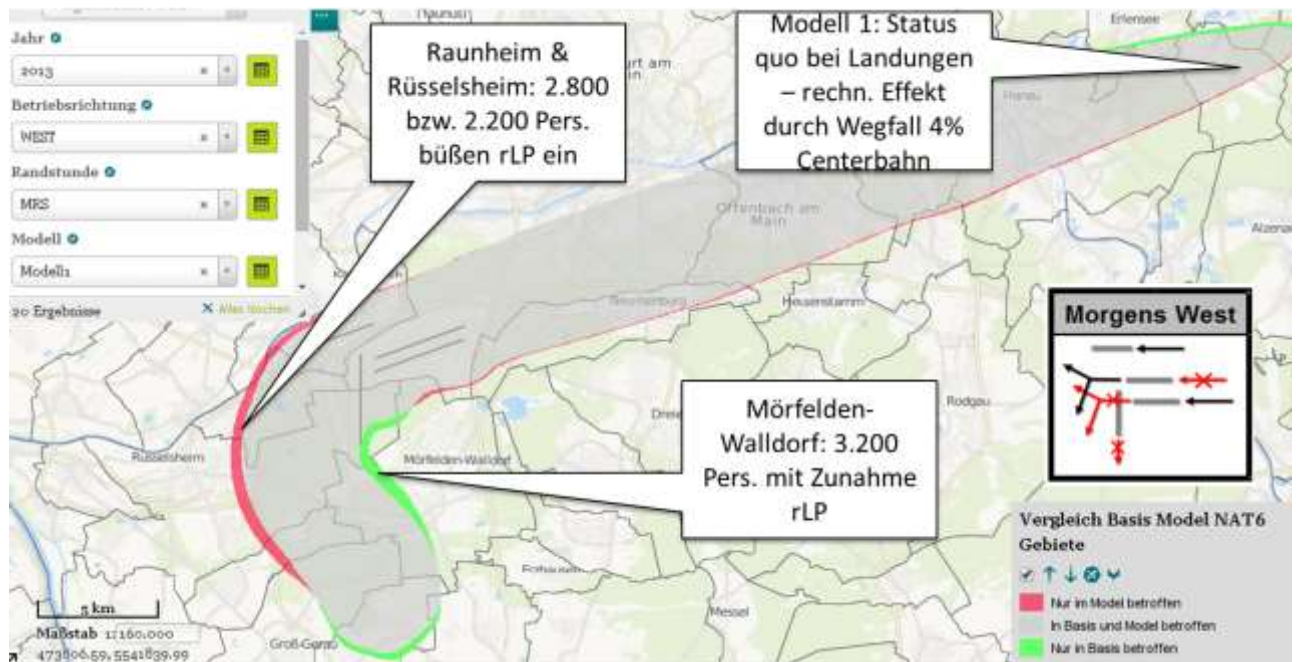 Jahr
2013
Betriebsrichtung
WEST
Randstunde
MRS
Modell
Modell1
20 Ergebnisse
Alles löschen
Raunheim &
Rüsselsheim: 2.800
bzw. 2.200 Pers.
büßen rLP ein
Modell 1: Status
quo bei Landungen
– rechn. Effekt
durch Wegfall 4%
Centerbahn
Erlensee
Hanau
Offenbach am
Main
Alzenau
Heusenstamm
Rodgau
Morgens West
Mörfelden-
Walldorf: 3.200
Pers. mit Zunahme
rLP
Rüsselsheim
Mörfelden-Walldorf
Messel
Groß-Gerau
5 km
Maßstab 1:160.000
473606.59, 5541839.99
Vergleich Basis Model NAT6
Gebiete
Nur im Model betroffen
In Basis und Model betroffen
Nur in Basis betroffen